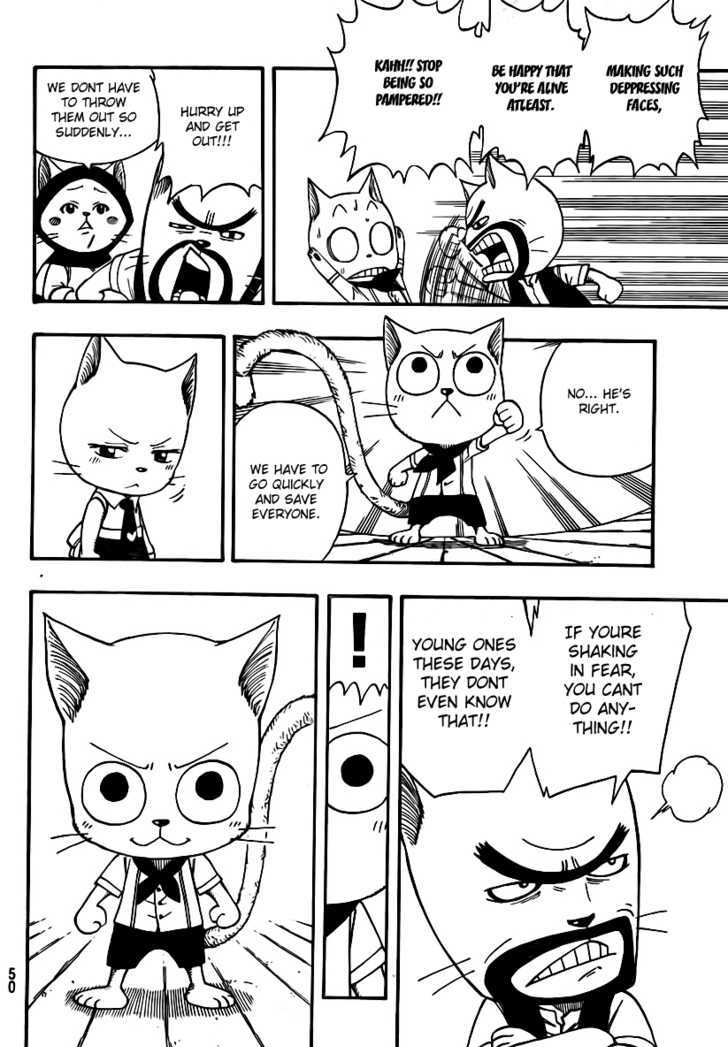 MAKING SUCH
DEPPRESSING
FACES,
BE HAPPY THAT
YOU'RE ALIVE
ATLEAST.
KAHH!! STOP
BEING SO
PAMPERED!!
HURRY UP
AND GET
OUT!!!
WE DONT HAVE
TO THROW
THEM OUT SO
SUDDENLY...
NO... HE'S
RIGHT.
WE HAVE TO
GO QUICKLY
AND SAVE
EVERYONE.
IF YOURE
SHAKING
IN FEAR,
YOU CANT
DO ANY-
THING!!
YOUNG ONES
THESE DAYS,
THEY DONT
EVEN KNOW
THAT!!
!
50